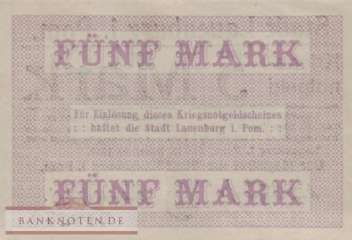 FÜNF MARK
Für Einlösung dieses Kriegsnotgeldscheines
: : haftet die Stadt Lauenburg i. Pom. : :
FÜNF MARK
BANKNOTEN.DE